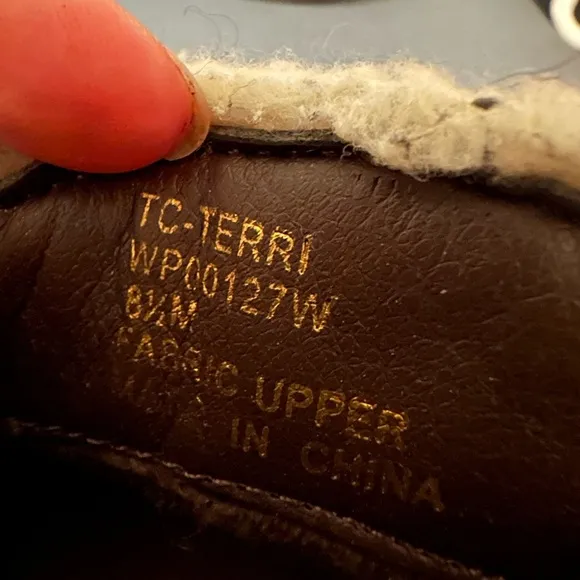 TC-TERRI
WP00127W
8½M
FABRIC UPPER
IN CHINA